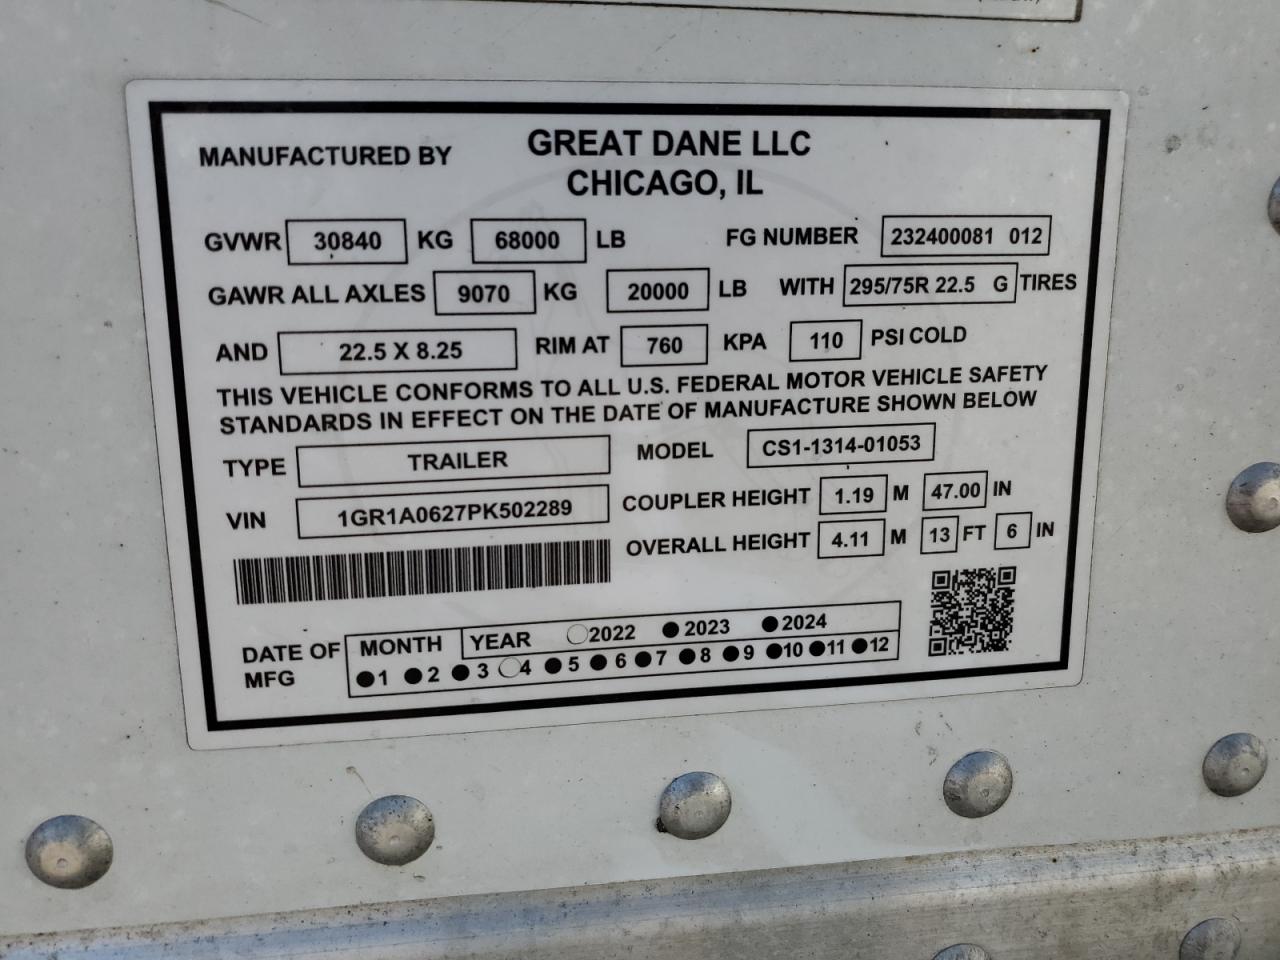 MANUFACTURED BY GREAT DANE LLC
CHICAGO, IL
GVWR 30840 KG 68000 LB FG NUMBER 232400081 012
GAWR ALL AXLES 9070 KG 20000 LB WITH 295/75R 22.5 G TIRES
AND 22.5 X 8.25 RIM AT 760 KPA 110 PSI COLD
THIS VEHICLE CONFORMS TO ALL U.S. FEDERAL MOTOR VEHICLE SAFETY
STANDARDS IN EFFECT ON THE DATE OF MANUFACTURE SHOWN BELOW
TYPE TRAILER MODEL CS1-1314-01053
VIN 1GR1A0627PK502289 COUPLER HEIGHT 1.19 M 47.00 IN
OVERALL HEIGHT 4.11 M 13 FT 6 IN
DATE OF MFG
MONTH YEAR 2022 2023 2024
1 2 3 4 5 6 7 8 9 10 11 12